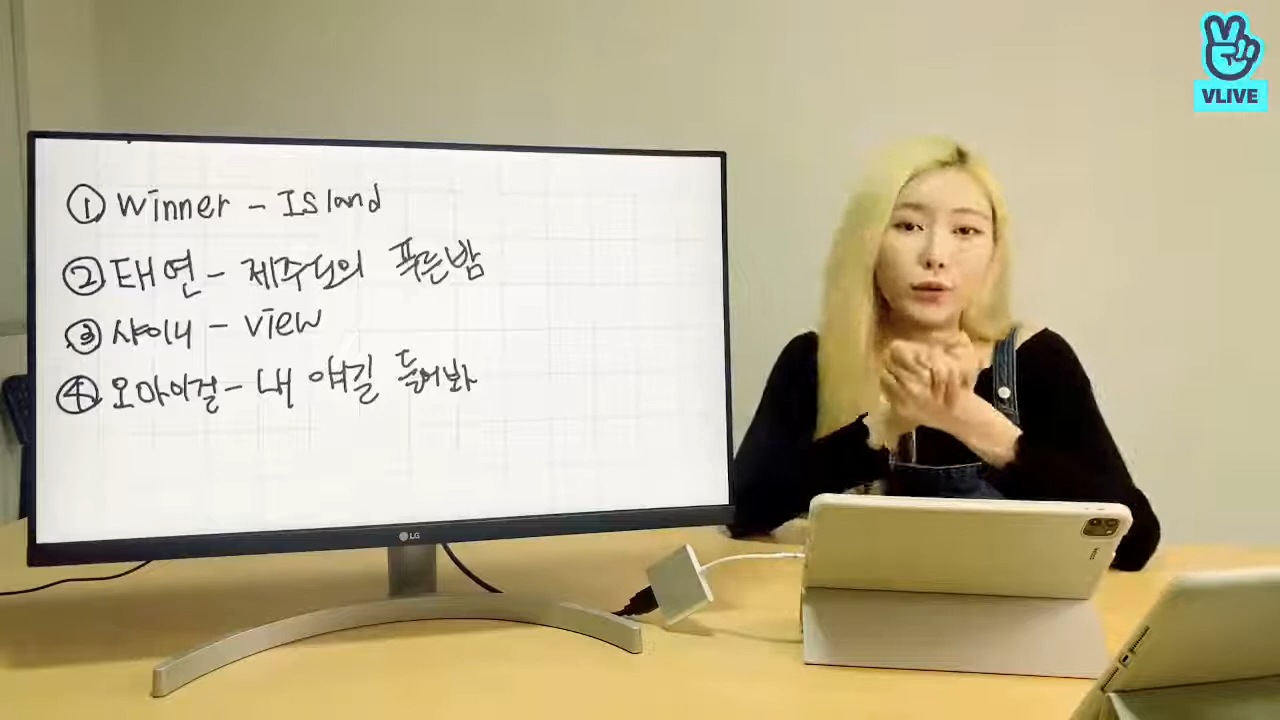 VLIVE
① Winner - Island
② 태연 - 제주도의 푸른밤
③ 샤이니 - View
④ 오마이걸 - 내 얘길 들어봐
LG